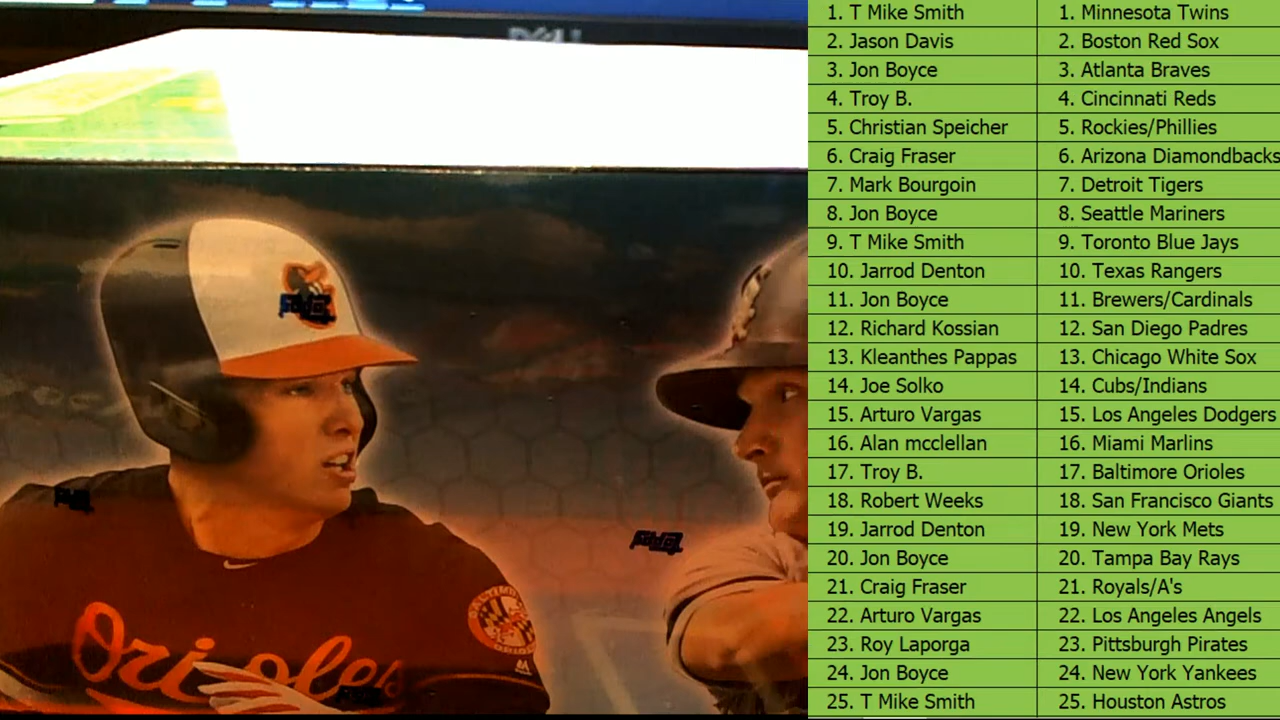 DELL
Orioles
1. T Mike Smith 1. Minnesota Twins
2. Jason Davis 2. Boston Red Sox
3. Jon Boyce 3. Atlanta Braves
4. Troy B. 4. Cincinnati Reds
5. Christian Speicher 5. Rockies/Phillies
6. Craig Fraser 6. Arizona Diamondbacks
7. Mark Bourgoin 7. Detroit Tigers
8. Jon Boyce 8. Seattle Mariners
9. T Mike Smith 9. Toronto Blue Jays
10. Jarrod Denton 10. Texas Rangers
11. Jon Boyce 11. Brewers/Cardinals
12. Richard Kossian 12. San Diego Padres
13. Kleanthes Pappas 13. Chicago White Sox
14. Joe Solko 14. Cubs/Indians
15. Arturo Vargas 15. Los Angeles Dodgers
16. Alan mcclellan 16. Miami Marlins
17. Troy B. 17. Baltimore Orioles
18. Robert Weeks 18. San Francisco Giants
19. Jarrod Denton 19. New York Mets
20. Jon Boyce 20. Tampa Bay Rays
21. Craig Fraser 21. Royals/A's
22. Arturo Vargas 22. Los Angeles Angels
23. Roy Laporga 23. Pittsburgh Pirates
24. Jon Boyce 24. New York Yankees
25. T Mike Smith 25. Houston Astros